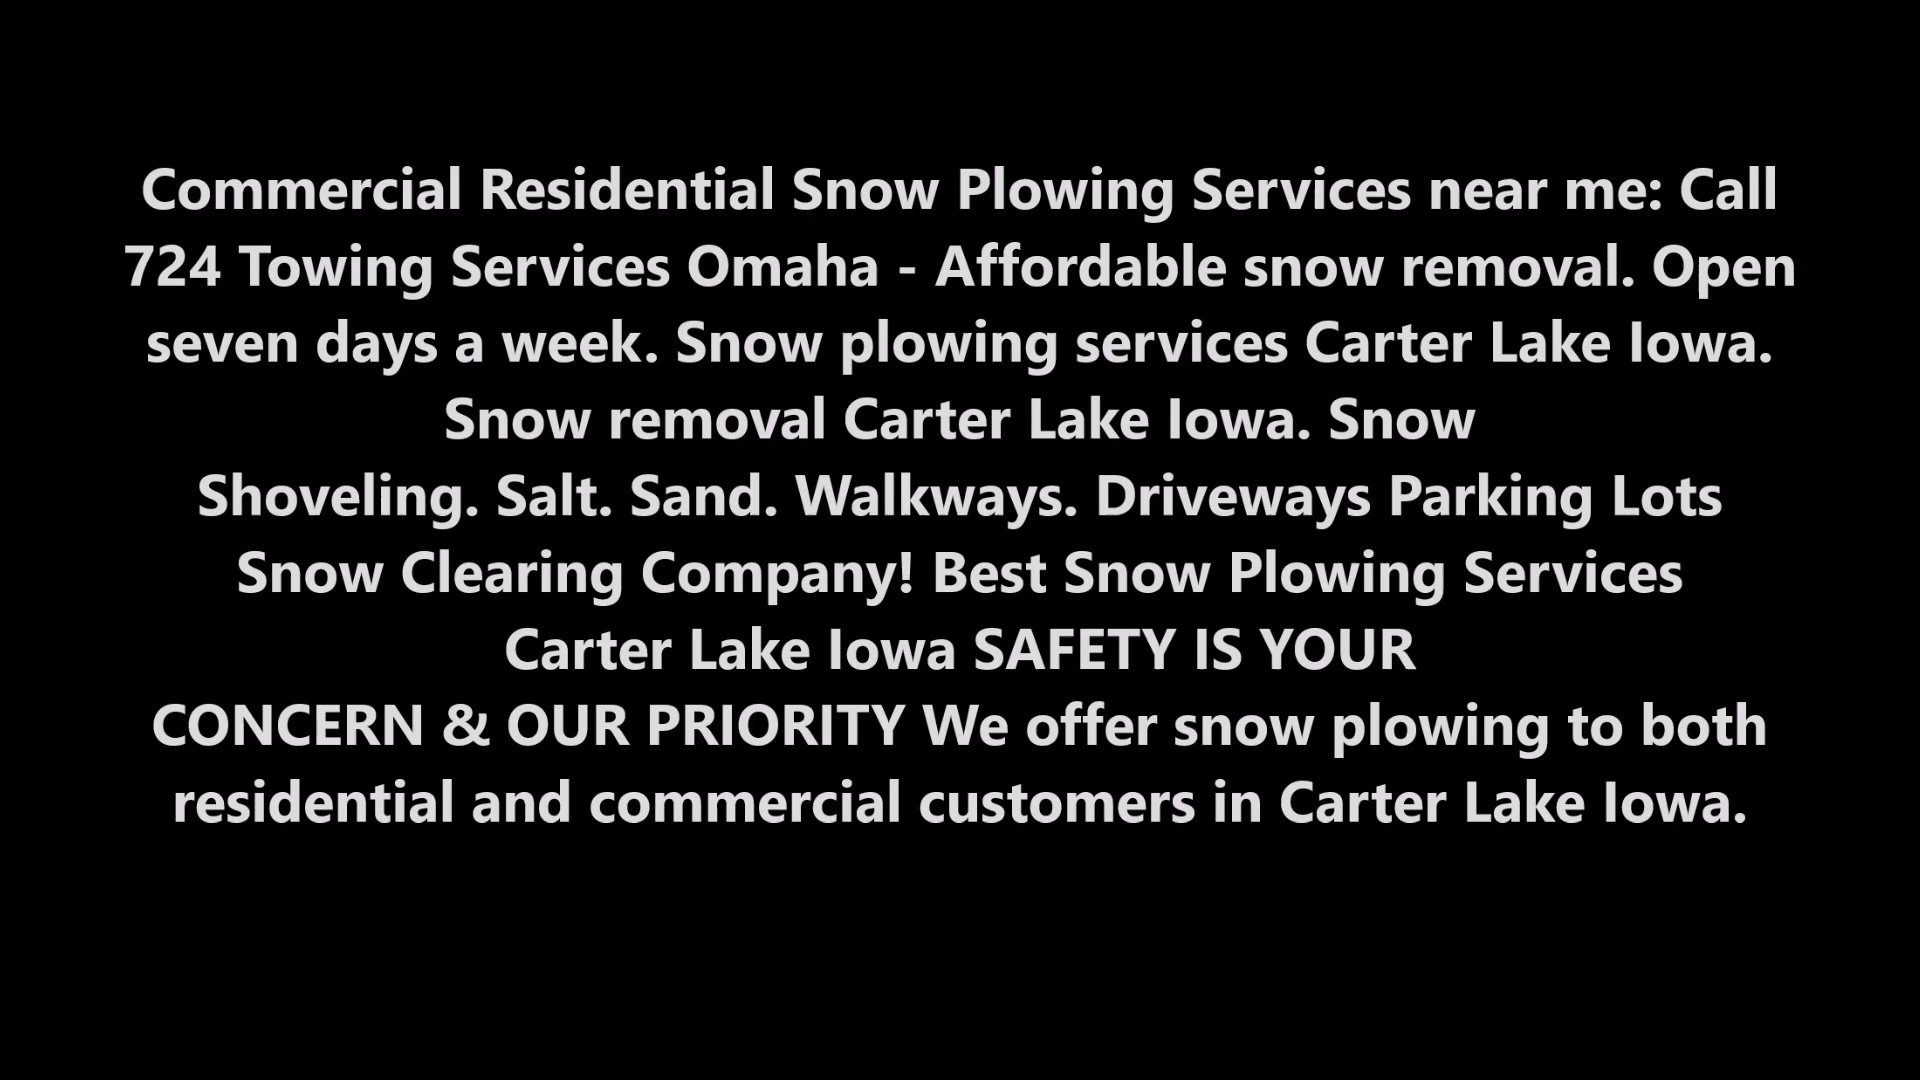 Commercial Residential Snow Plowing Services near me: Call
724 Towing Services Omaha - Affordable snow removal. Open
seven days a week. Snow plowing services Carter Lake Iowa.
Snow removal Carter Lake Iowa. Snow
Shoveling. Salt. Sand. Walkways. Driveways Parking Lots
Snow Clearing Company! Best Snow Plowing Services
Carter Lake Iowa SAFETY IS YOUR
CONCERN & OUR PRIORITY We offer snow plowing to both
residential and commercial customers in Carter Lake Iowa.